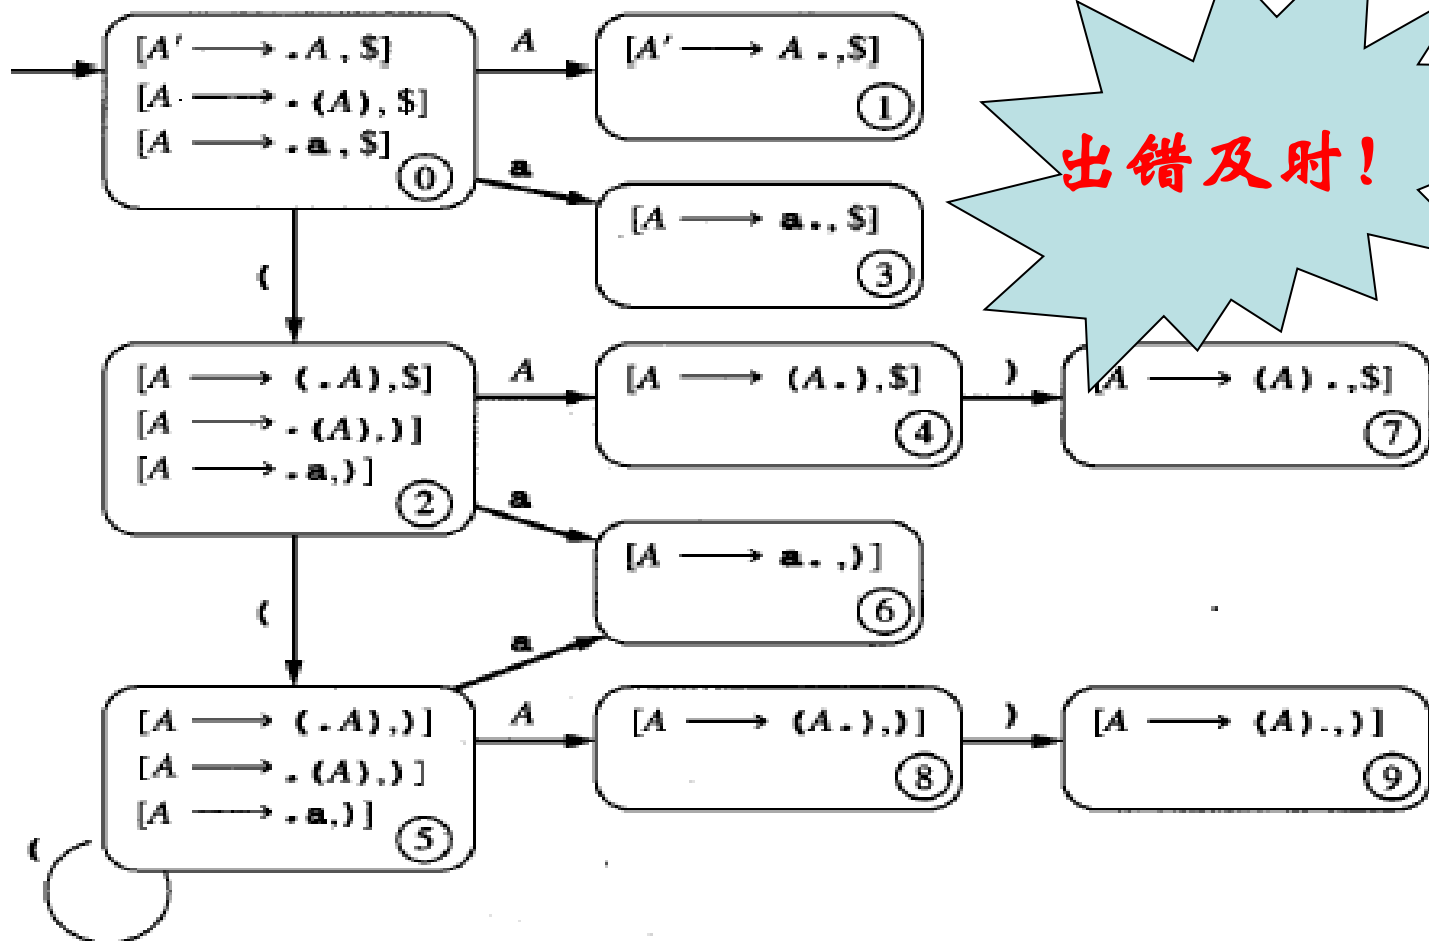 [A' ⟶ .A, $]
[A ⟶ .(A), $]
[A ⟶ .a, $]
0
A
[A' ⟶ A., $]
1
a
[A ⟶ a., $]
3
出错及时!
(
[A ⟶ (.A),$]
[A ⟶ .(A),)]
[A ⟶ .a,)]
2
A
[A ⟶ (A.),$]
4
)
[A ⟶ (A).,$]
7
a
[A ⟶ a.,)]
6
(
a
[A ⟶ (.A),)]
[A ⟶ .(A),)]
[A ⟶ .a,)]
5
A
[A ⟶ (A.),)]
8
)
[A ⟶ (A).,)]
9
(